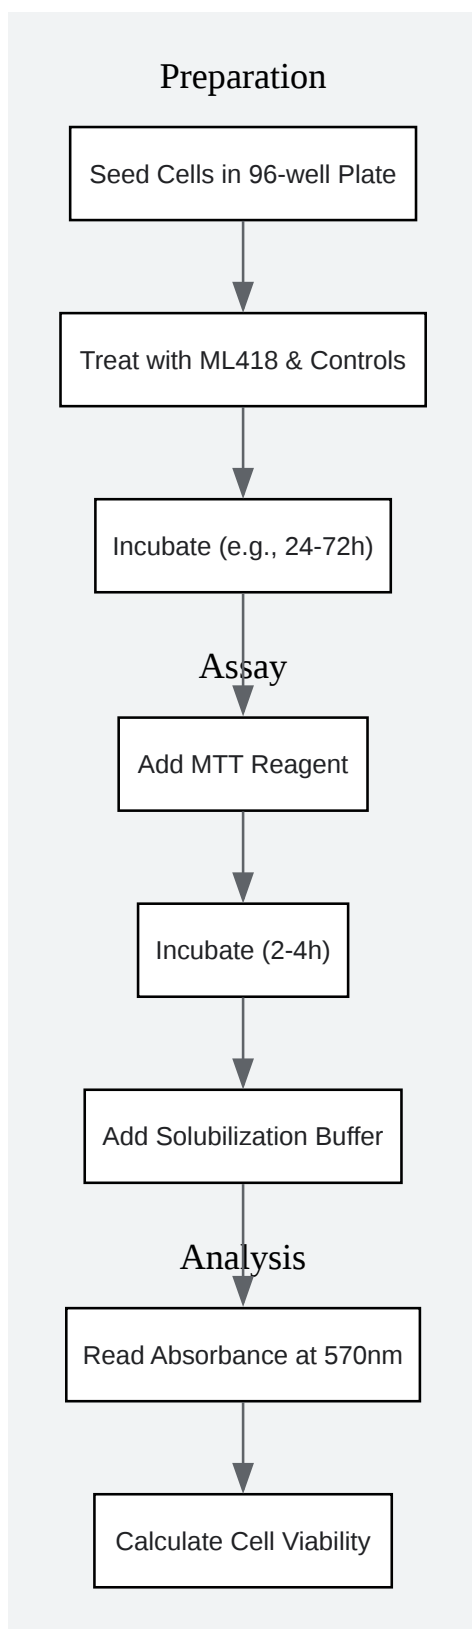 Preparation
Seed Cells in 96-well Plate
Treat with ML418 & Controls
Incubate (e.g., 24-72h)
Assay
Add MTT Reagent
Incubate (2-4h)
Add Solubilization Buffer
Analysis
Read Absorbance at 570nm
Calculate Cell Viability